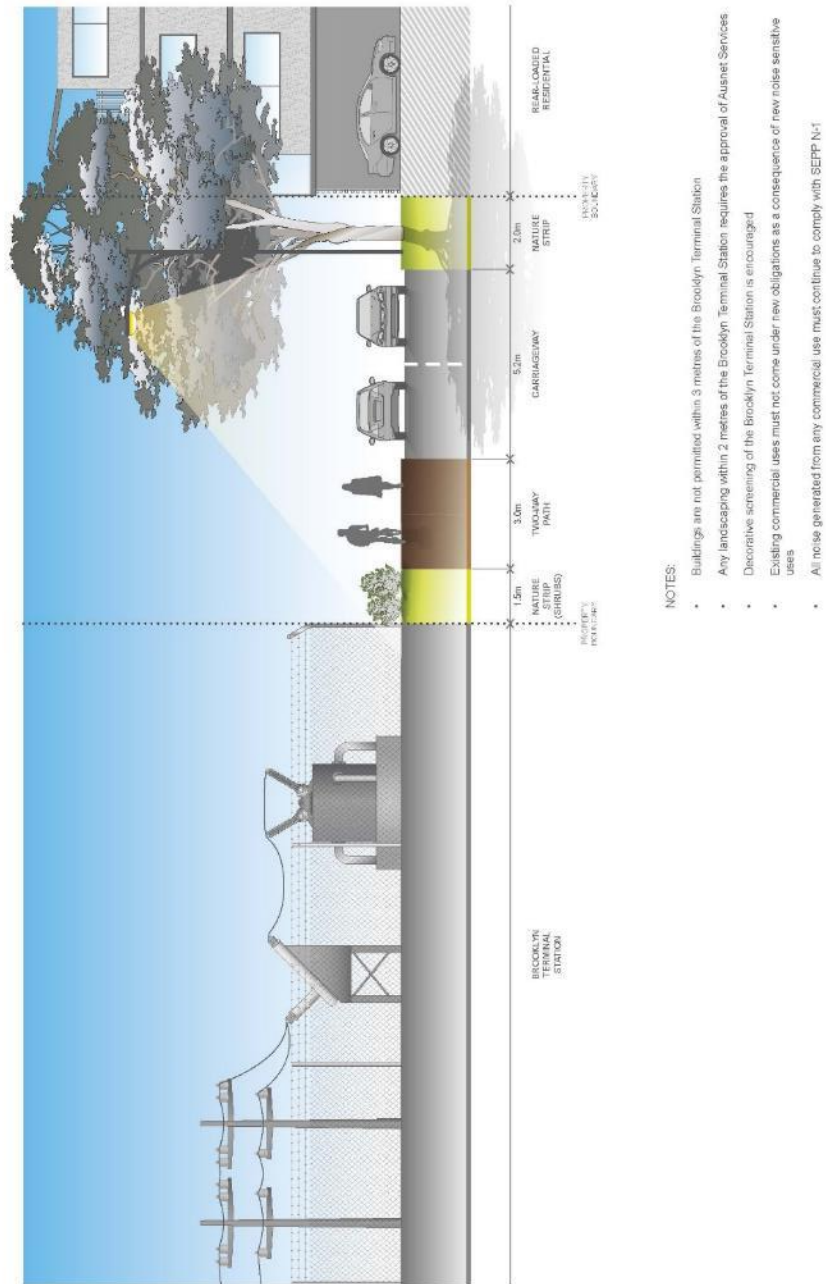 BROOKLYN
TERMINAL
STATION
1.5m
NATURE
STRIP
(SHRUBS)
3.0m
TWO-WAY
PATH
5.2m
CARRIAGEWAY
2.0m
NATURE
STRIP
REAR-LOADED
RESIDENTIAL
PROPERTY
BOUNDARY
PROPERTY
BOUNDARY
NOTES:
• Buildings are not permitted within 3 metres of the Brooklyn Terminal Station
• Any landscaping within 2 metres of the Brooklyn Terminal Station requires the approval of Ausnet Services
• Decorative screening of the Brooklyn Terminal Station is encouraged
• Existing commercial uses must not come under new obligations as a consequence of new noise sensitive
uses
• All noise generated from any commercial use must continue to comply with SEPP N-1